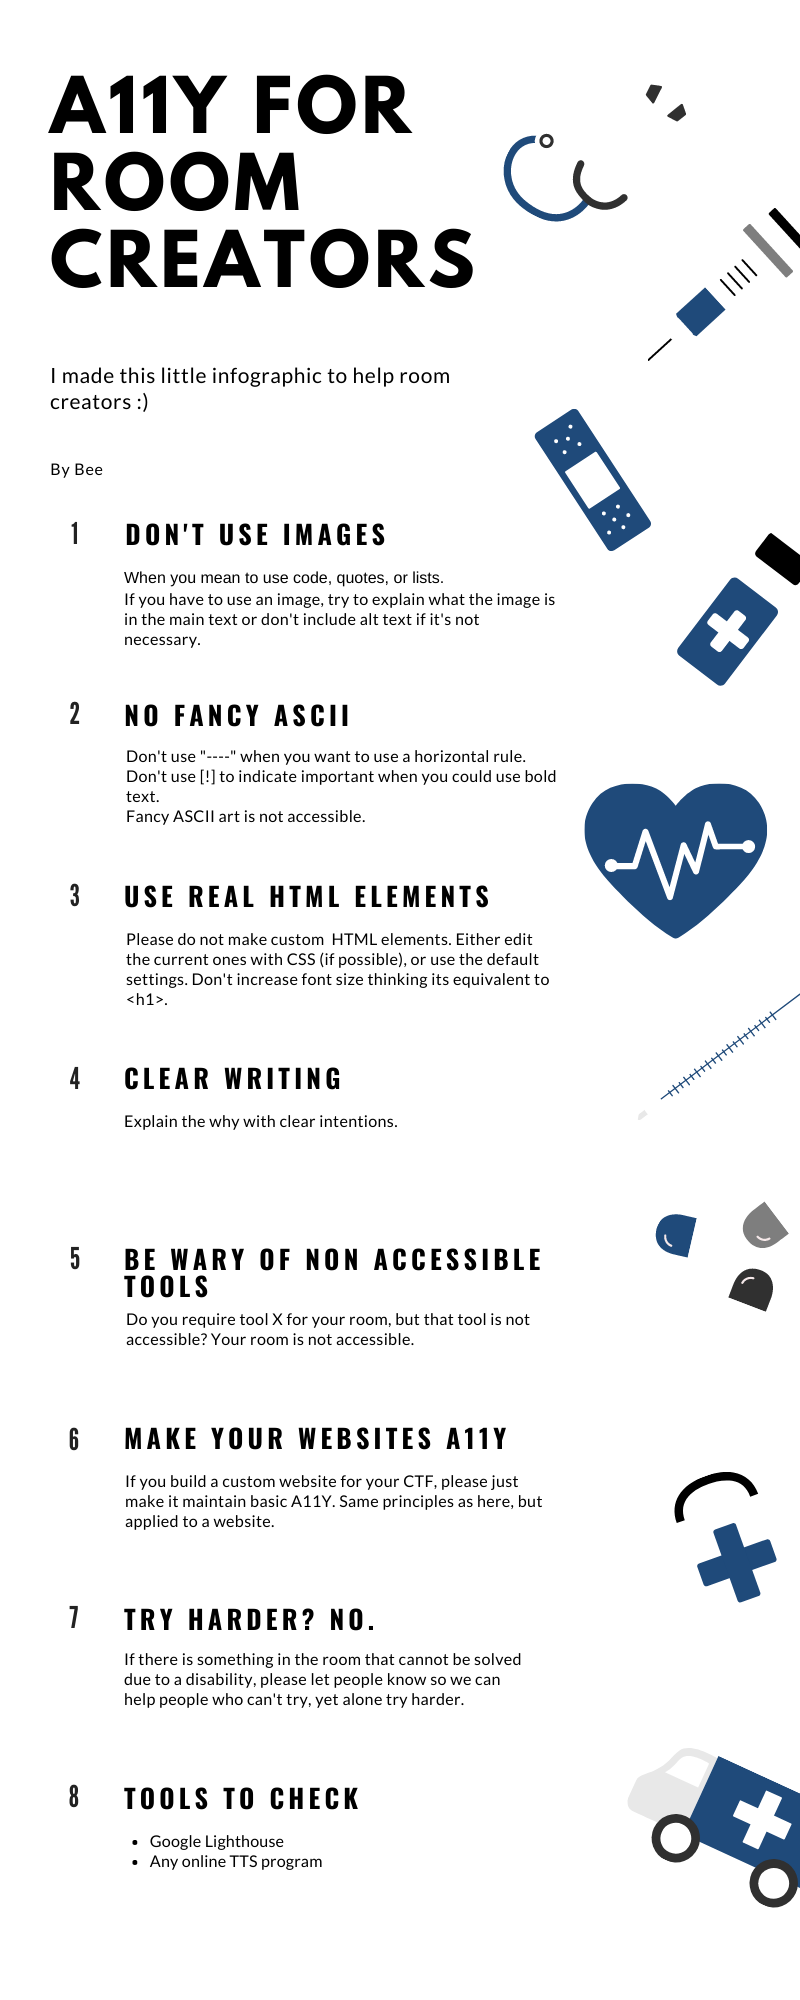 A11Y FOR
ROOM
CREATORS
I made this little infographic to help room
creators :)
By Bee
1
DON'T USE IMAGES
When you mean to use code, quotes, or lists.
If you have to use an image, try to explain what the image is
in the main text or don't include alt text if it's not
necessary.
2
NO FANCY ASCII
Don't use "----" when you want to use a horizontal rule.
Don't use [!] to indicate important when you could use bold
text.
Fancy ASCII art is not accessible.
3
USE REAL HTML ELEMENTS
Please do not make custom  HTML elements. Either edit
the current ones with CSS (if possible), or use the default
settings. Don't increase font size thinking its equivalent to
<h1>.
4
CLEAR WRITING
Explain the why with clear intentions.
5
BE WARY OF NON ACCESSIBLE
TOOLS
Do you require tool X for your room, but that tool is not
accessible? Your room is not accessible.
6
MAKE YOUR WEBSITES A11Y
If you build a custom website for your CTF, please just
make it maintain basic A11Y. Same principles as here, but
applied to a website.
7
TRY HARDER? NO.
If there is something in the room that cannot be solved
due to a disability, please let people know so we can
help people who can't try, yet alone try harder.
8
TOOLS TO CHECK
• Google Lighthouse
• Any online TTS program